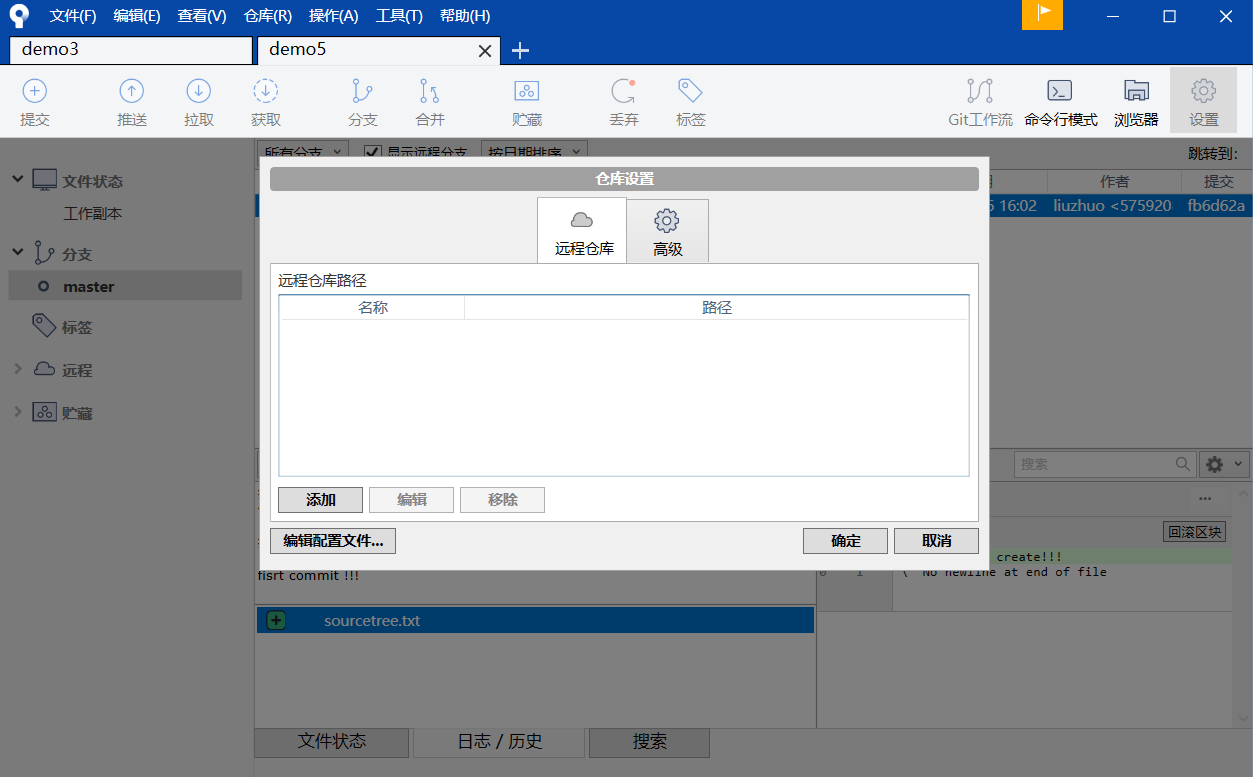 文件(F) 编辑(E) 查看(V) 仓库(R) 操作(A) 工具(T) 帮助(H)
demo3
demo5
提交 推送 拉取 获取 分支 合并 贮藏 丢弃 标签 Git工作流 命令行模式 浏览器 设置
所有分支 显示远程分支 按日期排序 跳转到:
文件状态
工作副本
分支
master
标签
远程
贮藏
作者 提交
16:02 liuzhuo <575920 fb6d62a
仓库设置
远程仓库 高级
远程仓库路径
名称 路径
添加 编辑 移除
编辑配置文件... 确定 取消
搜索
...
回滚区块
create!!!
0 1 \ No newline at end of file
fisrt commit !!!
sourcetree.txt
文件状态 日志 / 历史 搜索